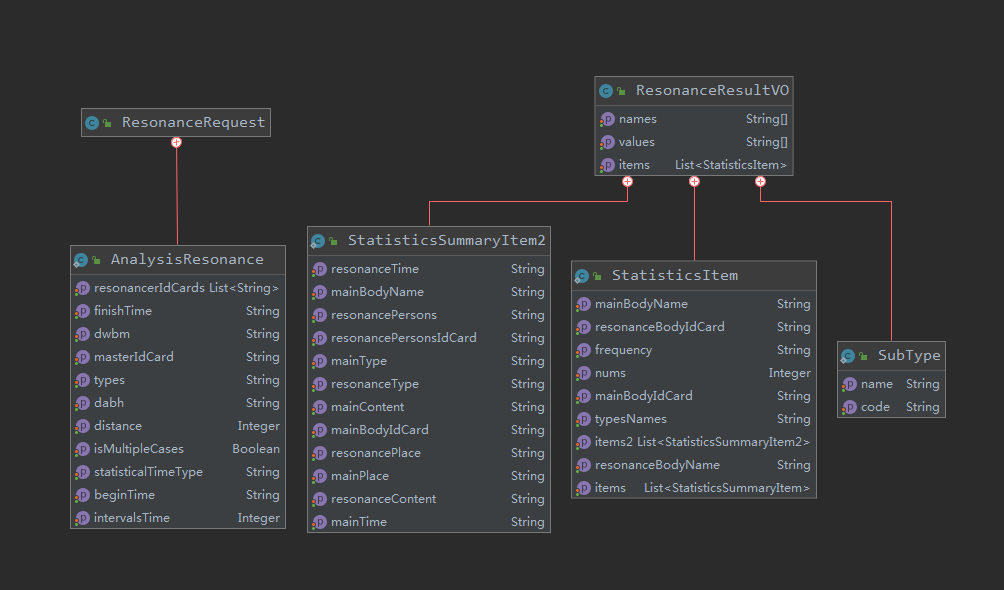 ResonanceRequest
AnalysisResonance
resonancerIdCards List<String>
finishTime String
dwbm String
masterIdCard String
types String
dabh String
distance Integer
isMultipleCases Boolean
statisticalTimeType String
beginTime String
intervalsTime Integer
ResonanceResultVO
names String[]
values String[]
items List<StatisticsItem>
StatisticsSummaryItem2
resonanceTime String
mainBodyName String
resonancePersons String
resonancePersonsIdCard String
mainType String
resonanceType String
mainContent String
mainBodyIdCard String
resonancePlace String
mainPlace String
resonanceContent String
mainTime String
StatisticsItem
mainBodyName String
resonanceBodyIdCard String
frequency String
nums Integer
mainBodyIdCard String
typesNames String
items2 List<StatisticsSummaryItem2>
resonanceBodyName String
items List<StatisticsSummaryItem>
SubType
name String
code String